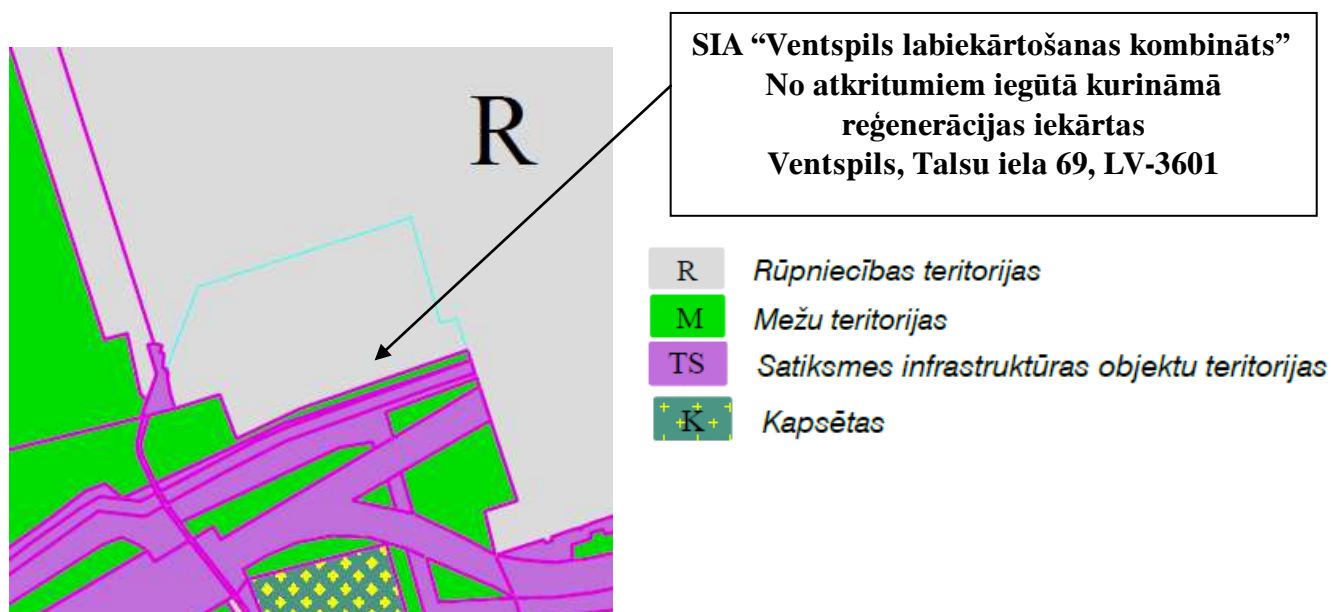 SIA “Ventspils labiekārtošanas kombināts”
No atkritumiem iegūtā kurināmā
reģenerācijas iekārtas
Ventspils, Talsu iela 69, LV-3601
R
R Rūpniecības teritorijas
M Mežu teritorijas
TS Satiksmes infrastruktūras objektu teritorijas
K Kapsētas